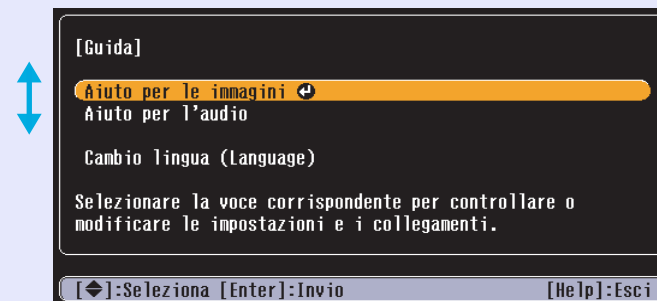 [Guida]
Aiuto per le immagini
Aiuto per l'audio
Cambio lingua (Language)
Selezionare la voce corrispondente per controllare o
modificare le impostazioni e i collegamenti.
[◆]:Seleziona [Enter]:Invio [Help]:Esci